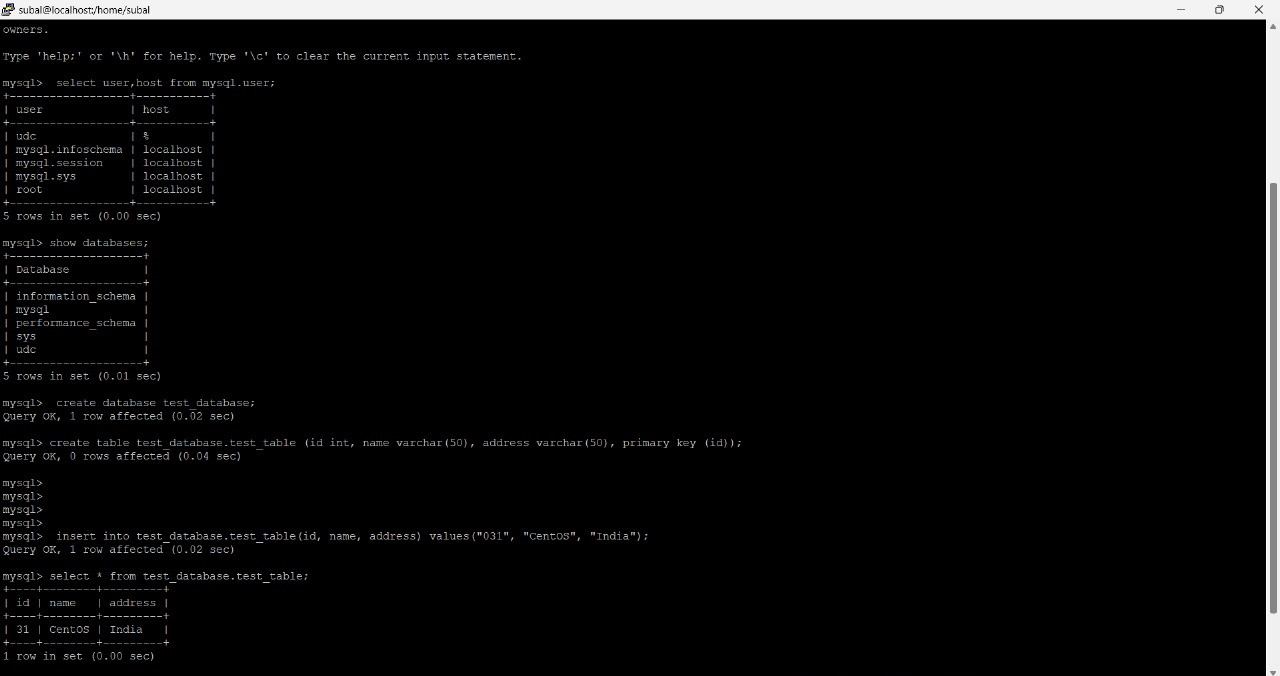 subal@localhost:/home/subal
owners.
Type 'help;' or '\h' for help. Type '\c' to clear the current input statement.
mysql>  select user,host from mysql.user;
+------------------+-----------+
| user             | host      |
+------------------+-----------+
| udc              | %         |
| mysql.infoschema | localhost |
| mysql.session    | localhost |
| mysql.sys        | localhost |
| root             | localhost |
+------------------+-----------+
5 rows in set (0.00 sec)
mysql> show databases;
+--------------------+
| Database           |
+--------------------+
| information_schema |
| mysql              |
| performance_schema |
| sys                |
| udc                |
+--------------------+
5 rows in set (0.01 sec)
mysql>  create database test_database;
Query OK, 1 row affected (0.02 sec)
mysql> create table test_database.test_table (id int, name varchar(50), address varchar(50), primary key (id));
Query OK, 0 rows affected (0.04 sec)
mysql>
mysql>
mysql>
mysql>
mysql>  insert into test_database.test_table(id, name, address) values("031", "CentOS", "India");
Query OK, 1 row affected (0.02 sec)
mysql> select * from test_database.test_table;
+----+--------+---------+
| id | name   | address |
+----+--------+---------+
| 31 | CentOS | India   |
+----+--------+---------+
1 row in set (0.00 sec)